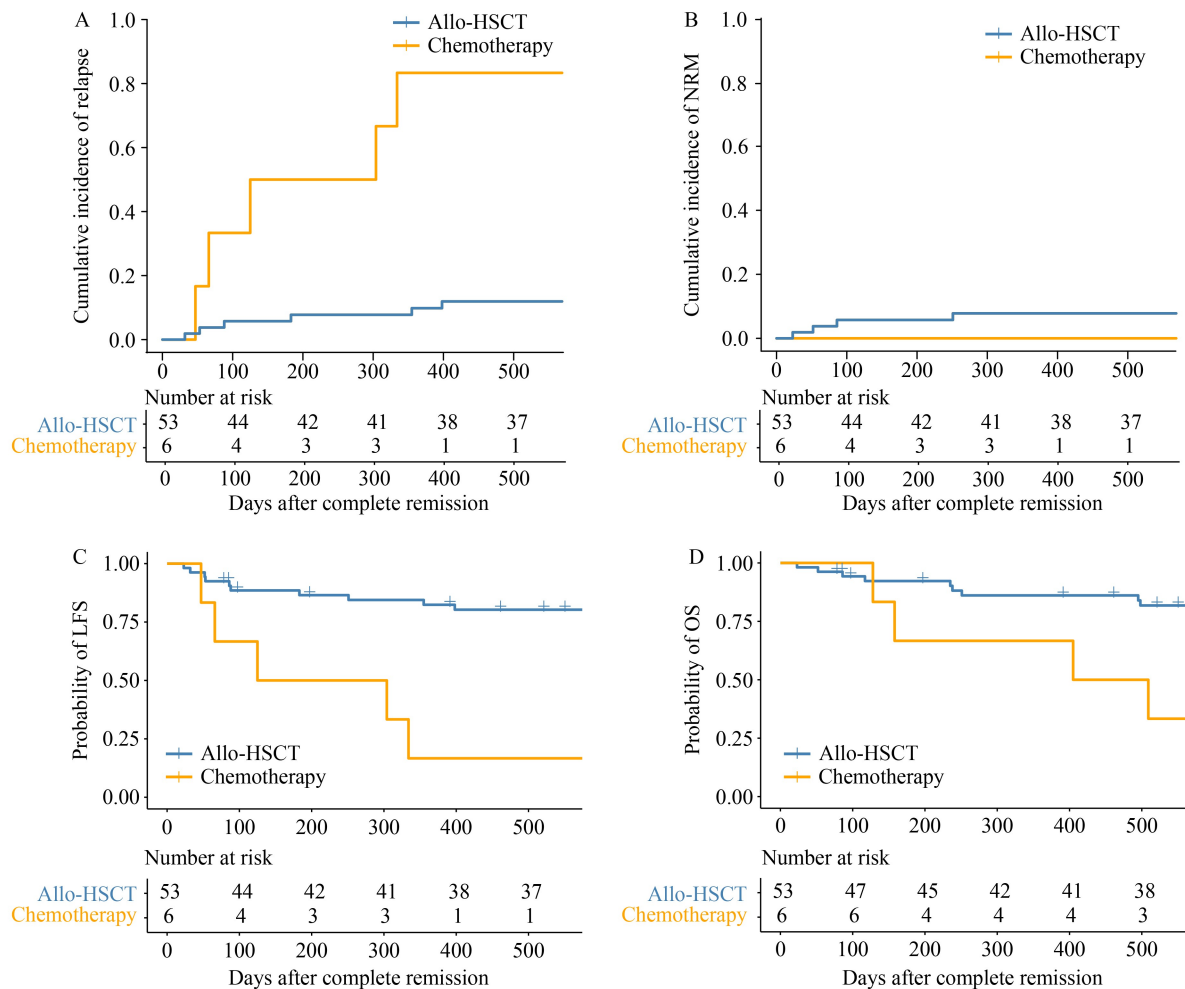 A
Cumulative incidence of relapse
1.0
0.8
0.6
0.4
0.2
0.0
Allo-HSCT
Chemotherapy
0 100 200 300 400 500
Number at risk
Allo-HSCT 53 44 42 41 38 37
Chemotherapy 6 4 3 3 1 1
0 100 200 300 400 500
Days after complete remission
B
Cumulative incidence of NRM
1.0
0.8
0.6
0.4
0.2
0.0
Allo-HSCT
Chemotherapy
0 100 200 300 400 500
Number at risk
Allo-HSCT 53 44 42 41 38 37
Chemotherapy 6 4 3 3 1 1
0 100 200 300 400 500
Days after complete remission
C
Probability of LFS
1.00
0.75
0.50
0.25
0.00
Allo-HSCT
Chemotherapy
0 100 200 300 400 500
Number at risk
Allo-HSCT 53 44 42 41 38 37
Chemotherapy 6 4 3 3 1 1
0 100 200 300 400 500
Days after complete remission
D
Probability of OS
1.00
0.75
0.50
0.25
0.00
Allo-HSCT
Chemotherapy
0 100 200 300 400 500
Number at risk
Allo-HSCT 53 47 45 42 41 38
Chemotherapy 6 6 4 4 4 3
0 100 200 300 400 500
Days after complete remission